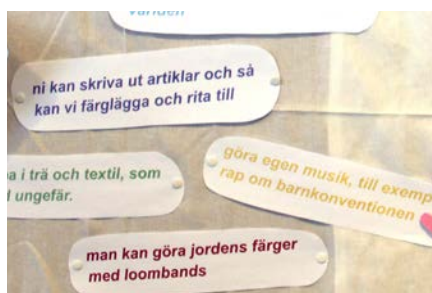 världen
ni kan skriva ut artiklar och så
kan vi färglägga och rita till
i trä och textil, som
ungefär.
göra egen musik, till
rap om barnkonventionen
man kan göra jordens färger
med loombands